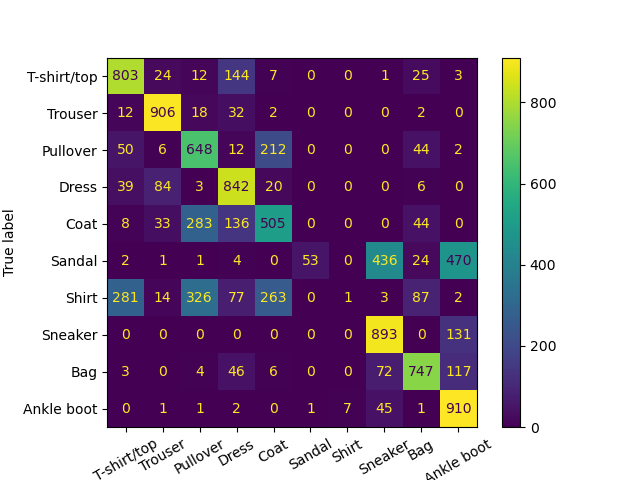 T-shirt/top 803 24 12 144 7 0 0 1 25 3
Trouser 12 906 18 32 2 0 0 0 2 0
Pullover 50 6 648 12 212 0 0 0 44 2
Dress 39 84 3 842 20 0 0 0 6 0
Coat 8 33 283 136 505 0 0 0 44 0
Sandal 2 1 1 4 0 53 0 436 24 470
Shirt 281 14 326 77 263 0 1 3 87 2
Sneaker 0 0 0 0 0 0 0 893 0 131
Bag 3 0 4 46 6 0 0 72 747 117
Ankle boot 0 1 1 2 0 1 7 45 1 910
T-shirt/top Trouser Pullover Dress Coat Sandal Shirt Sneaker Bag Ankle boot
True label
800
600
400
200
0